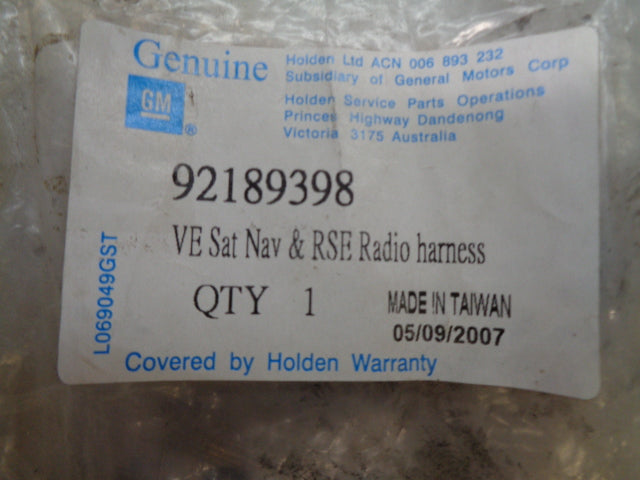 Genuine
GM
®
Holden Ltd ACN 006 893 232
Subsidiary of General Motors Corp
Holden Service Parts Operations
Princes Highway Dandenong
Victoria 3175 Australia
92189398
VE Sat Nav & RSE Radio harness
QTY 1
MADE IN TAIWAN
05/09/2007
L069049GST
Covered by Holden Warranty